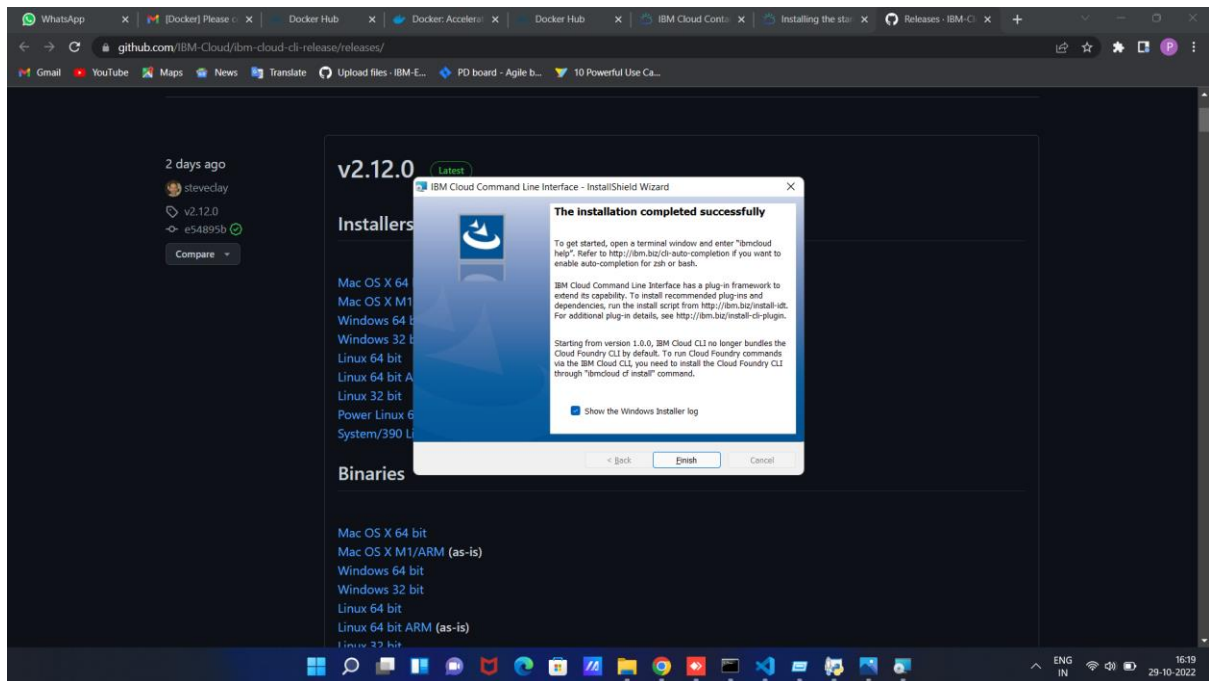 WhatsApp [Docker] Please c Docker Hub Docker: Accelerat Docker Hub IBM Cloud Conta Installing the sta Releases · IBM-Cl
github.com/IBM-Cloud/ibm-cloud-cli-release/releases/
Gmail YouTube Maps News Translate Upload files · IBM-E... PD board - Agile b... 10 Powerful Use Ca...
2 days ago
steveclay
v2.12.0
e54895b
Compare
v2.12.0 Latest
IBM Cloud Command Line Interface - InstallShield Wizard
The installation completed successfully
To get started, open a terminal window and enter "ibmcloud
help". Refer to http://ibm.biz/cli-auto-completion if you want to
enable auto-completion for zsh or bash.
IBM Cloud Command Line Interface has a plug-in framework to
extend its capability. To install recommended plug-ins and
dependencies, run the install script from http://ibm.biz/install-idt.
For additional plug-in details, see http://ibm.biz/install-cli-plugin.
Starting from version 1.0.0, IBM Cloud CLI no longer bundles the
Cloud Foundry CLI by default. To run Cloud Foundry commands
via the IBM Cloud CLI, you need to install the Cloud Foundry CLI
through "ibmcloud cf install" command.
Show the Windows Installer log
< Back Finish Cancel
Installers
Mac OS X 64
Mac OS X M1
Windows 64 b
Windows 32 b
Linux 64 bit
Linux 64 bit A
Linux 32 bit
Power Linux 6
System/390 Li
Binaries
Mac OS X 64 bit
Mac OS X M1/ARM (as-is)
Windows 64 bit
Windows 32 bit
Linux 64 bit
Linux 64 bit ARM (as-is)
Linux 32 bit
ENG
IN
16:19
29-10-2022